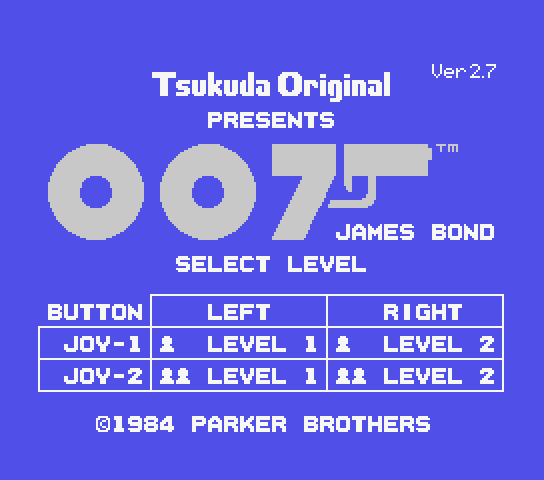 Ver 2.7
Tsukuda Original
PRESENTS
007 ™
JAMES BOND
SELECT LEVEL
BUTTON LEFT RIGHT
JOY-1 LEVEL 1 LEVEL 2
JOY-2 LEVEL 1 LEVEL 2
©1984 PARKER BROTHERS